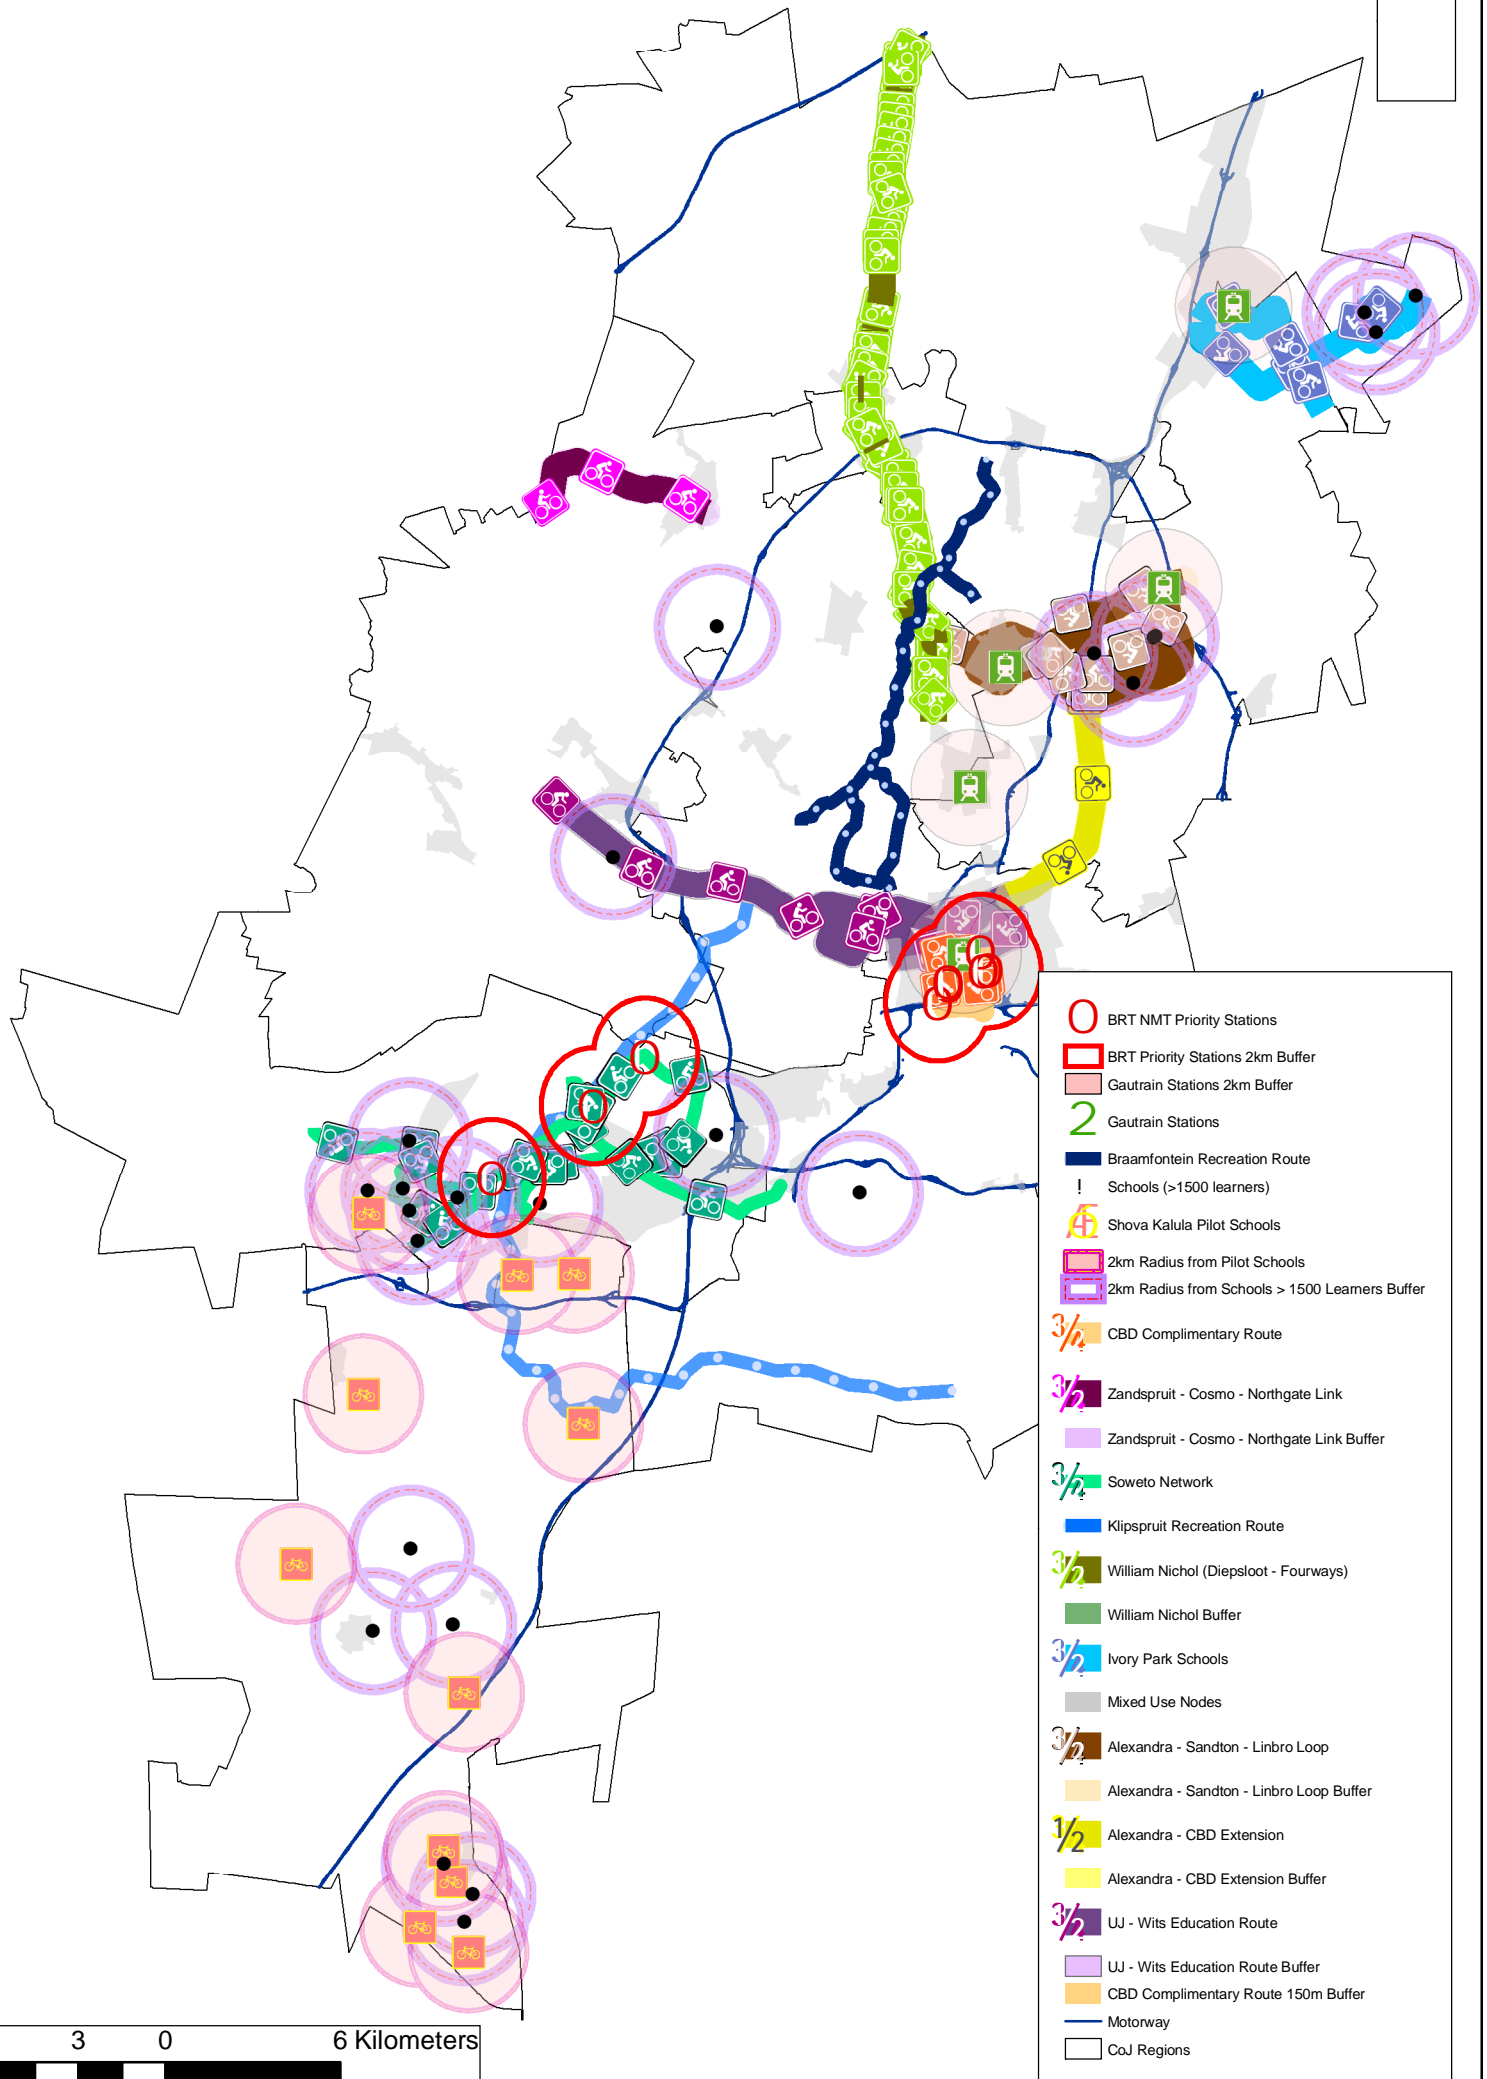 BRT NMT Priority Stations
BRT Priority Stations 2km Buffer
Gautrain Stations 2km Buffer
2 Gautrain Stations
Braamfontein Recreation Route
! Schools (>1500 learners)
Æ Shova Kalula Pilot Schools
2km Radius from Pilot Schools
2km Radius from Schools > 1500 Learners Buffer
CBD Complimentary Route
Zandspruit - Cosmo - Northgate Link
Zandspruit - Cosmo - Northgate Link Buffer
Soweto Network
Klipspruit Recreation Route
William Nichol (Diepsloot - Fourways)
William Nichol Buffer
Ivory Park Schools
Mixed Use Nodes
Alexandra - Sandton - Linbro Loop
Alexandra - Sandton - Linbro Loop Buffer
1/2 Alexandra - CBD Extension
Alexandra - CBD Extension Buffer
UJ - Wits Education Route
UJ - Wits Education Route Buffer
CBD Complimentary Route 150m Buffer
Motorway
CoJ Regions
3 0 6 Kilometers